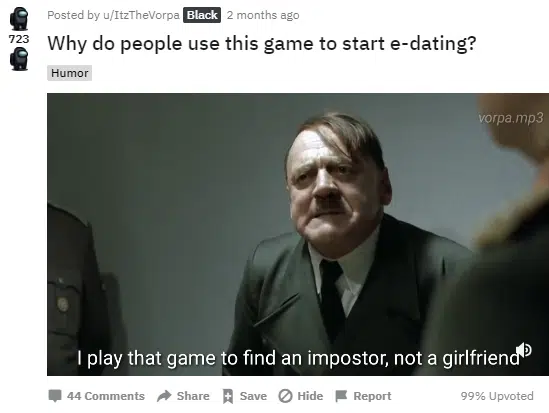 Posted by u/ItzTheVorpa Black 2 months ago
723
Why do people use this game to start e-dating?
Humor
vorpa.mp3
I play that game to find an impostor, not a girlfriend
44 Comments Share Save Hide Report 99% Upvoted